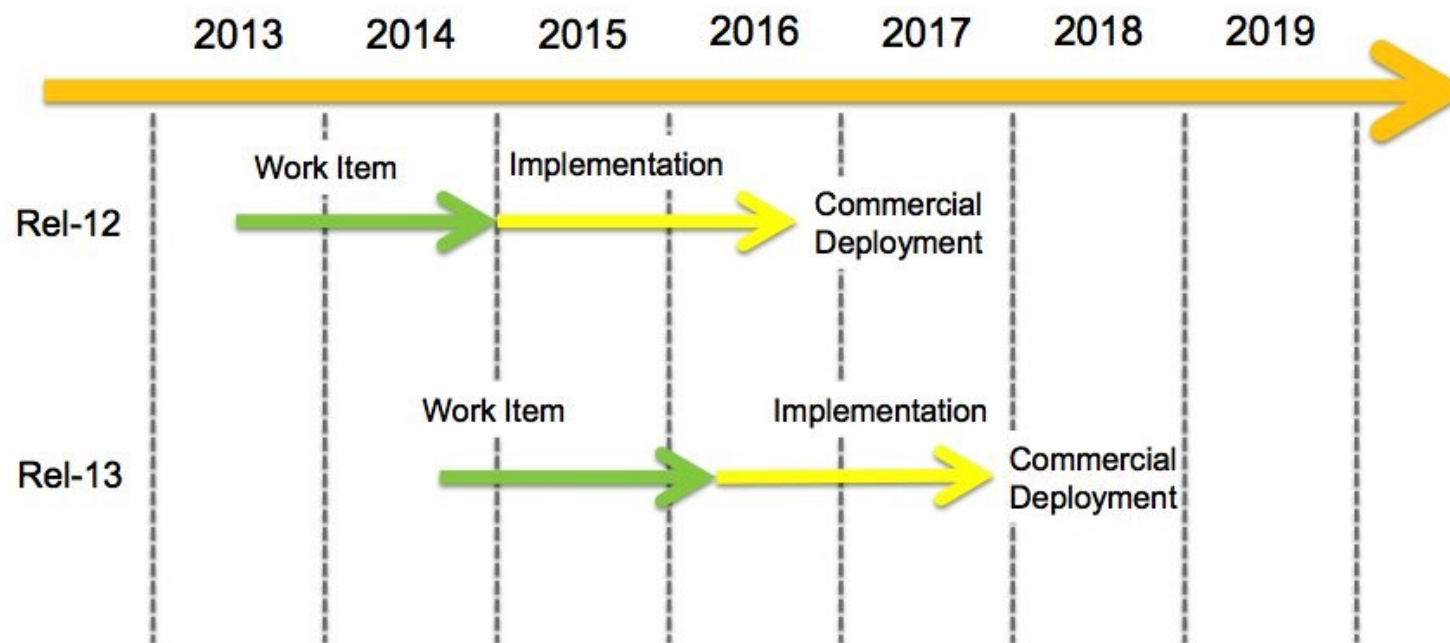 2013 2014 2015 2016 2017 2018 2019
Work Item Implementation
Rel-12
Commercial
Deployment
Work Item Implementation
Rel-13
Commercial
Deployment